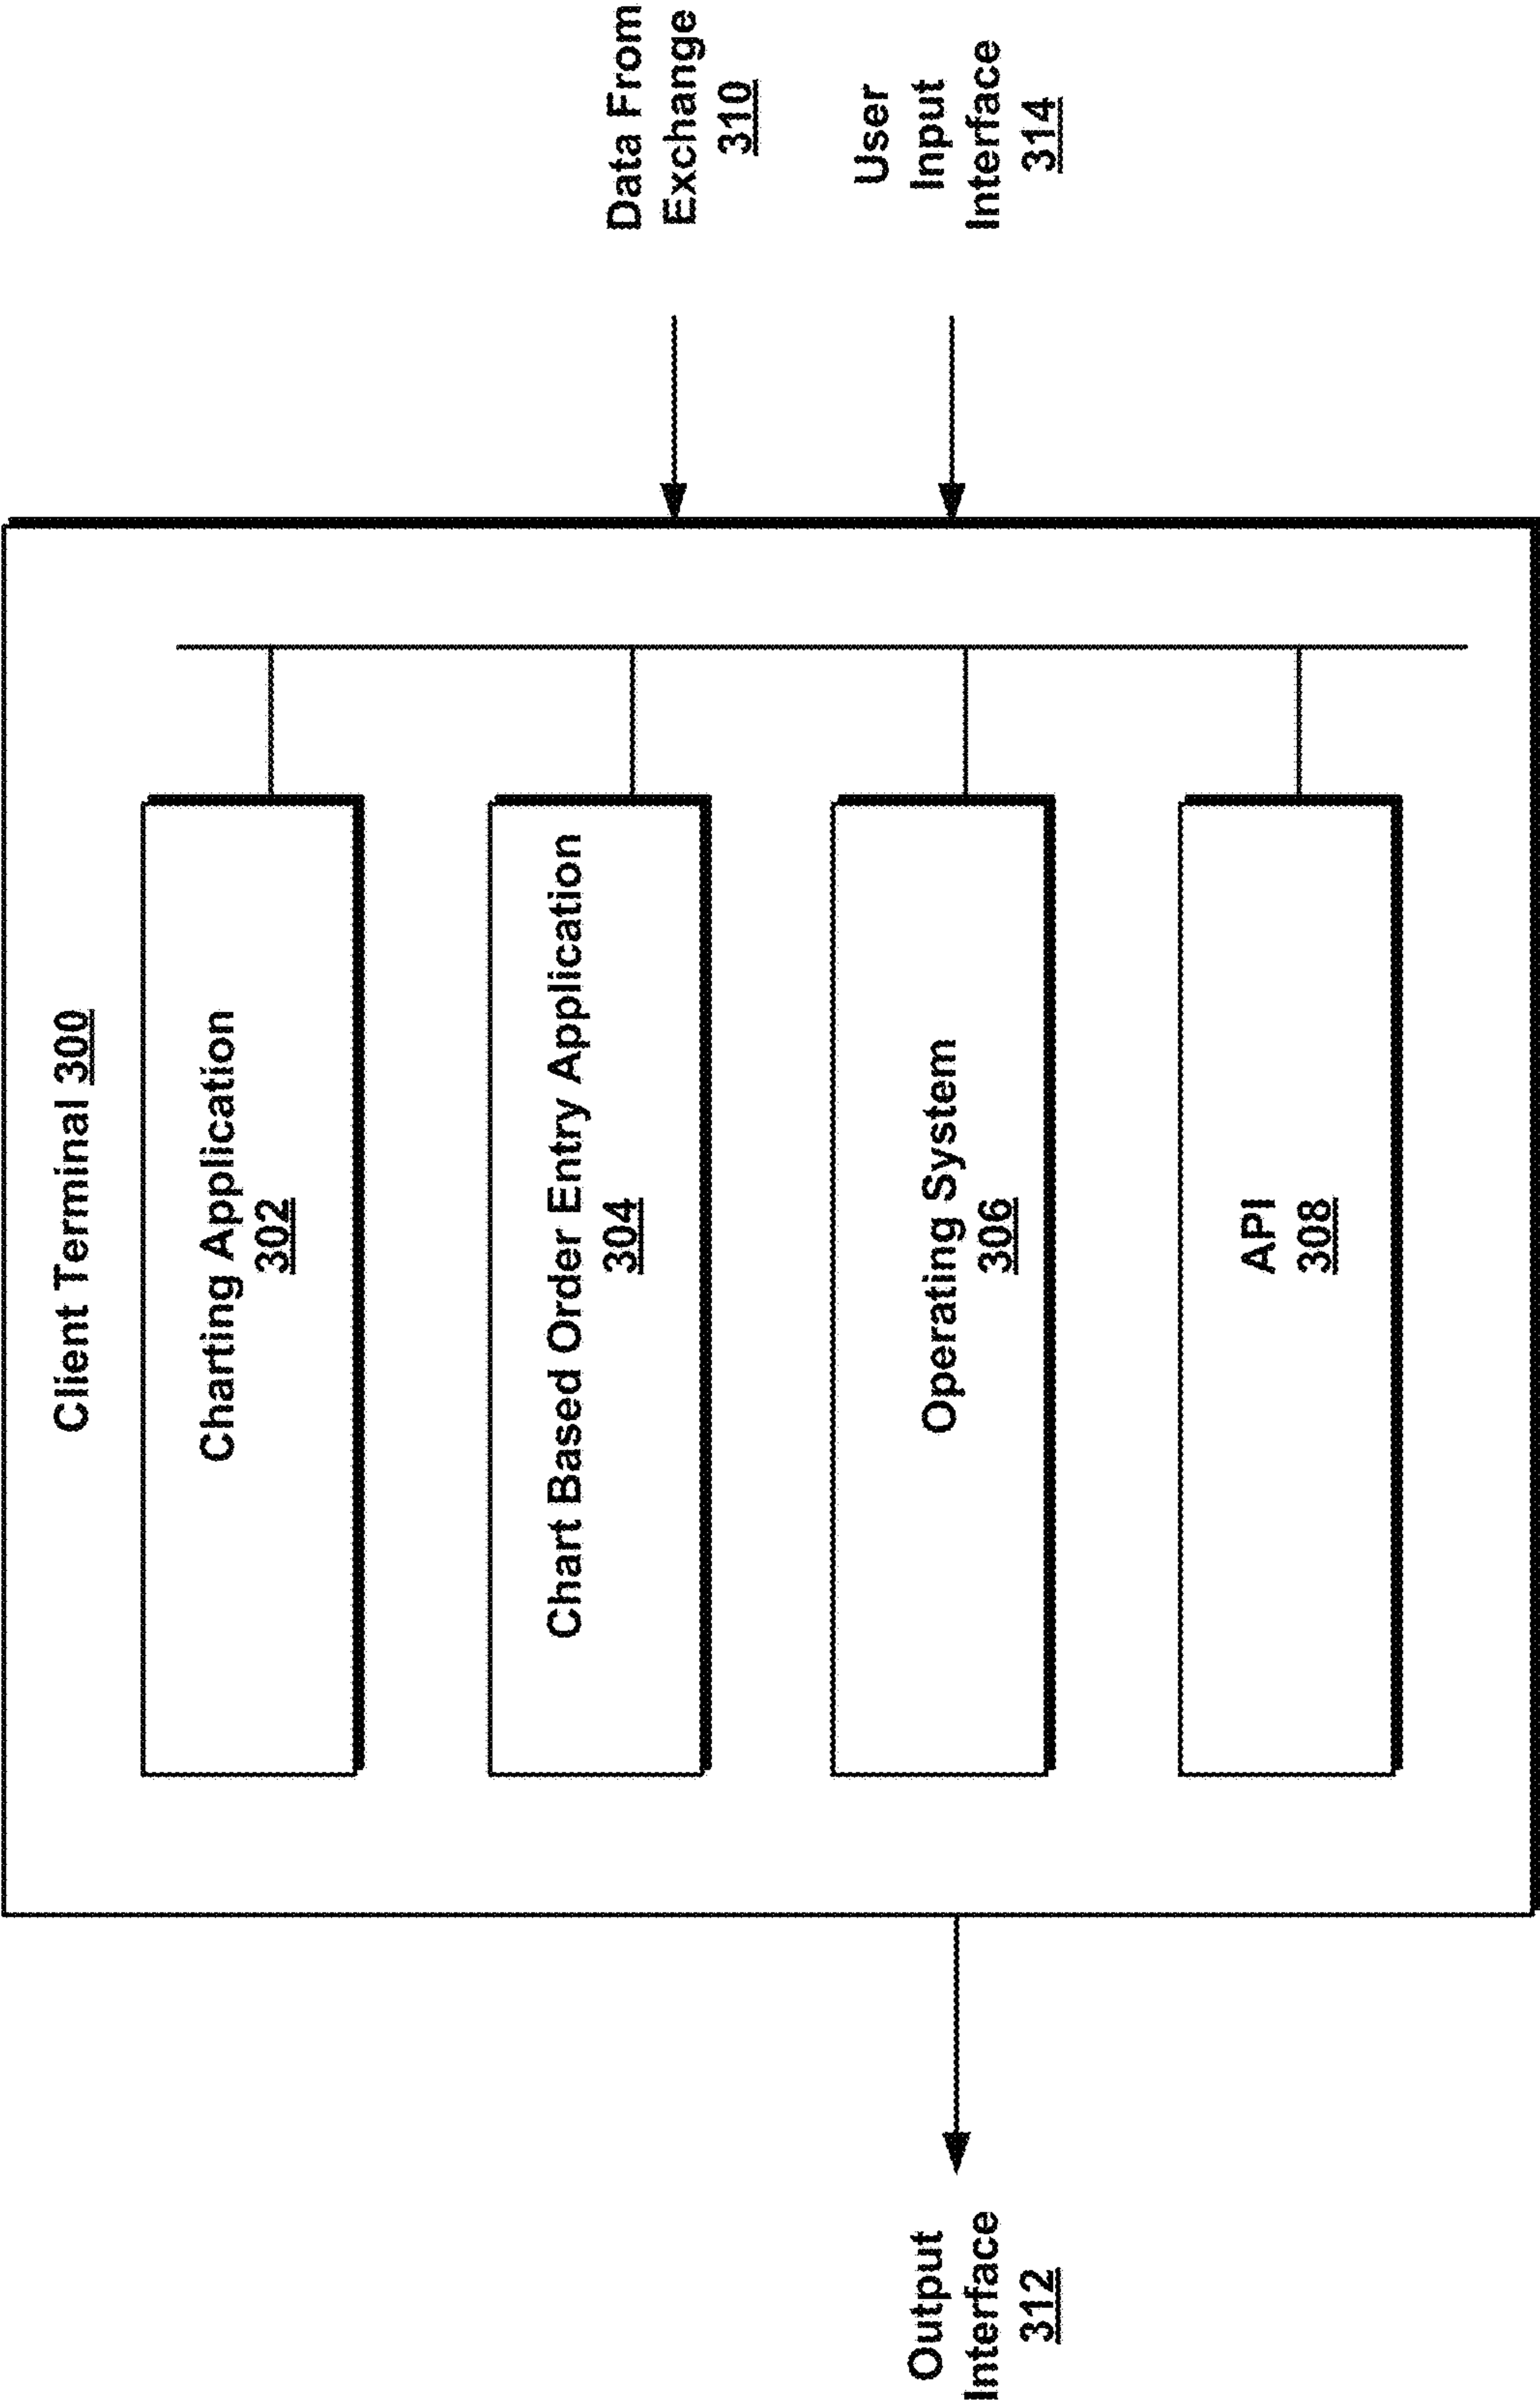 Client Terminal 300
Charting Application
302
Chart Based Order Entry Application
304
Operating System
306
API
308
Data From
Exchange
310
User
Input
Interface
314
Output
Interface
312